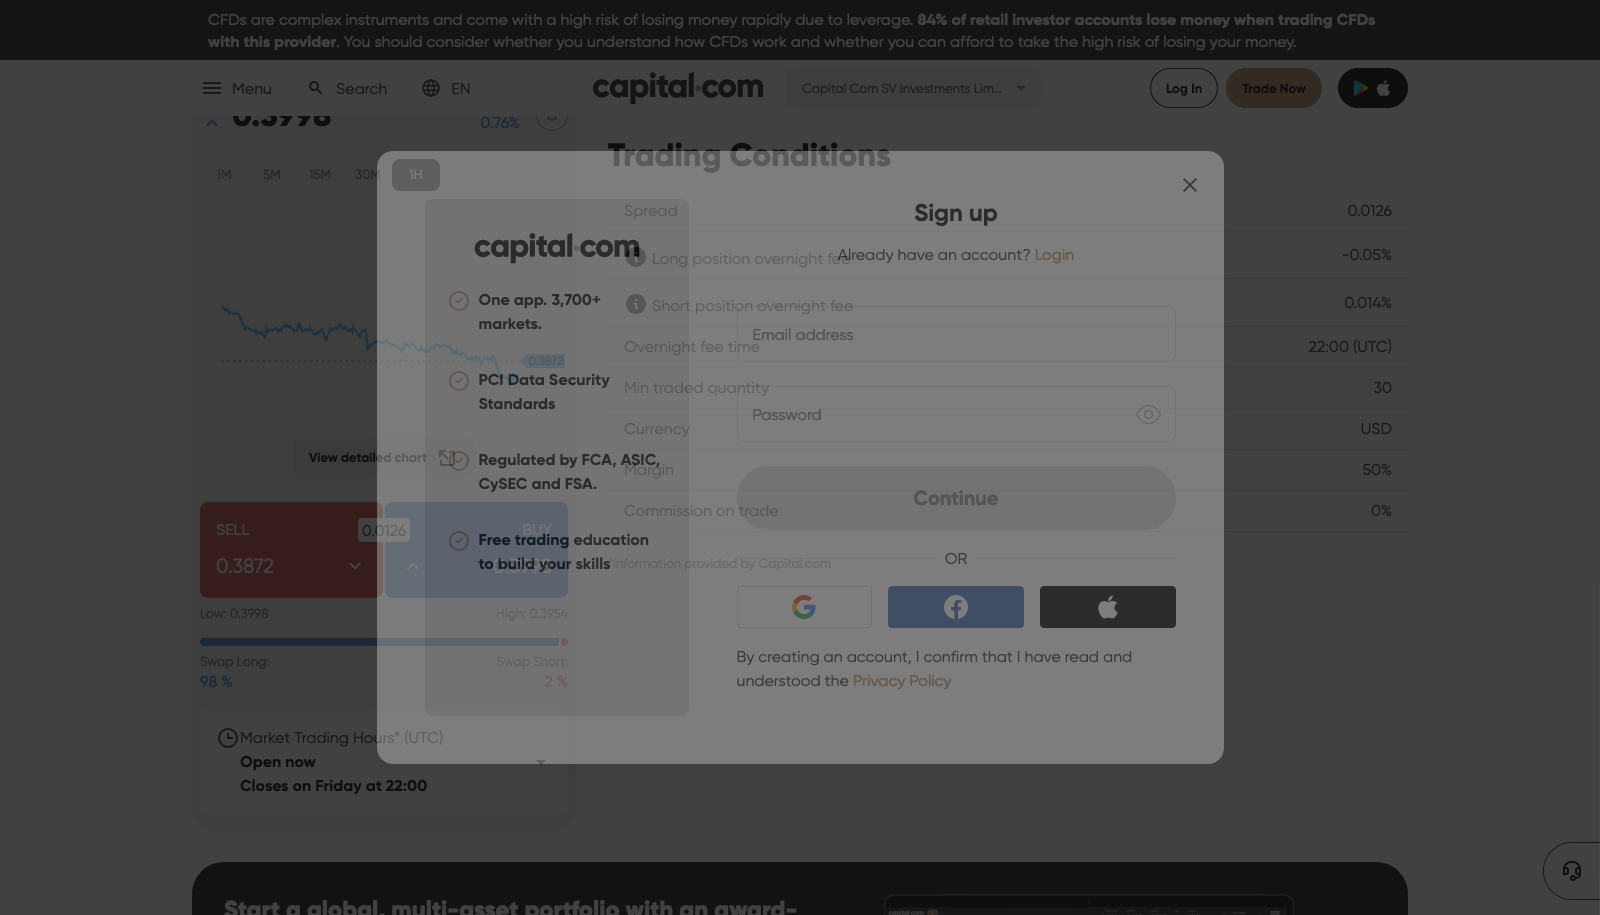 CFDs are complex instruments and come with a high risk of losing money rapidly due to leverage. 84% of retail investor accounts lose money when trading CFDs
with this provider. You should consider whether you understand how CFDs work and whether you can afford to take the high risk of losing your money.
Menu
Search
EN
capital.com
Capital Com SV Investments Lim...
Log In
Trade Now
0.3998
0.76%
1M
5M
15M
30M
1H
0.3872
View detailed chart
SELL
0.3872
0.0126
BUY
Low: 0.3998
High: 0.3954
Swap Long:
Swap Short:
98 %
2 %
Market Trading Hours* (UTC)
Open now
Closes on Friday at 22:00
Trading Conditions
Spread
0.0126
Long position overnight fee
-0.05%
Short position overnight fee
0.014%
Overnight fee time
22:00 (UTC)
Min traded quantity
30
Currency
USD
Margin
50%
Commission on trade
0%
*Information provided by Capital.com
capital.com
One app. 3,700+
markets.
PCI Data Security
Standards
Regulated by FCA, ASIC,
CySEC and FSA.
Free trading education
to build your skills
Sign up
Already have an account? Login
Email address
Password
Continue
OR
By creating an account, I confirm that I have read and
understood the Privacy Policy
Start a global, multi-asset portfolio with an award-
capital.com